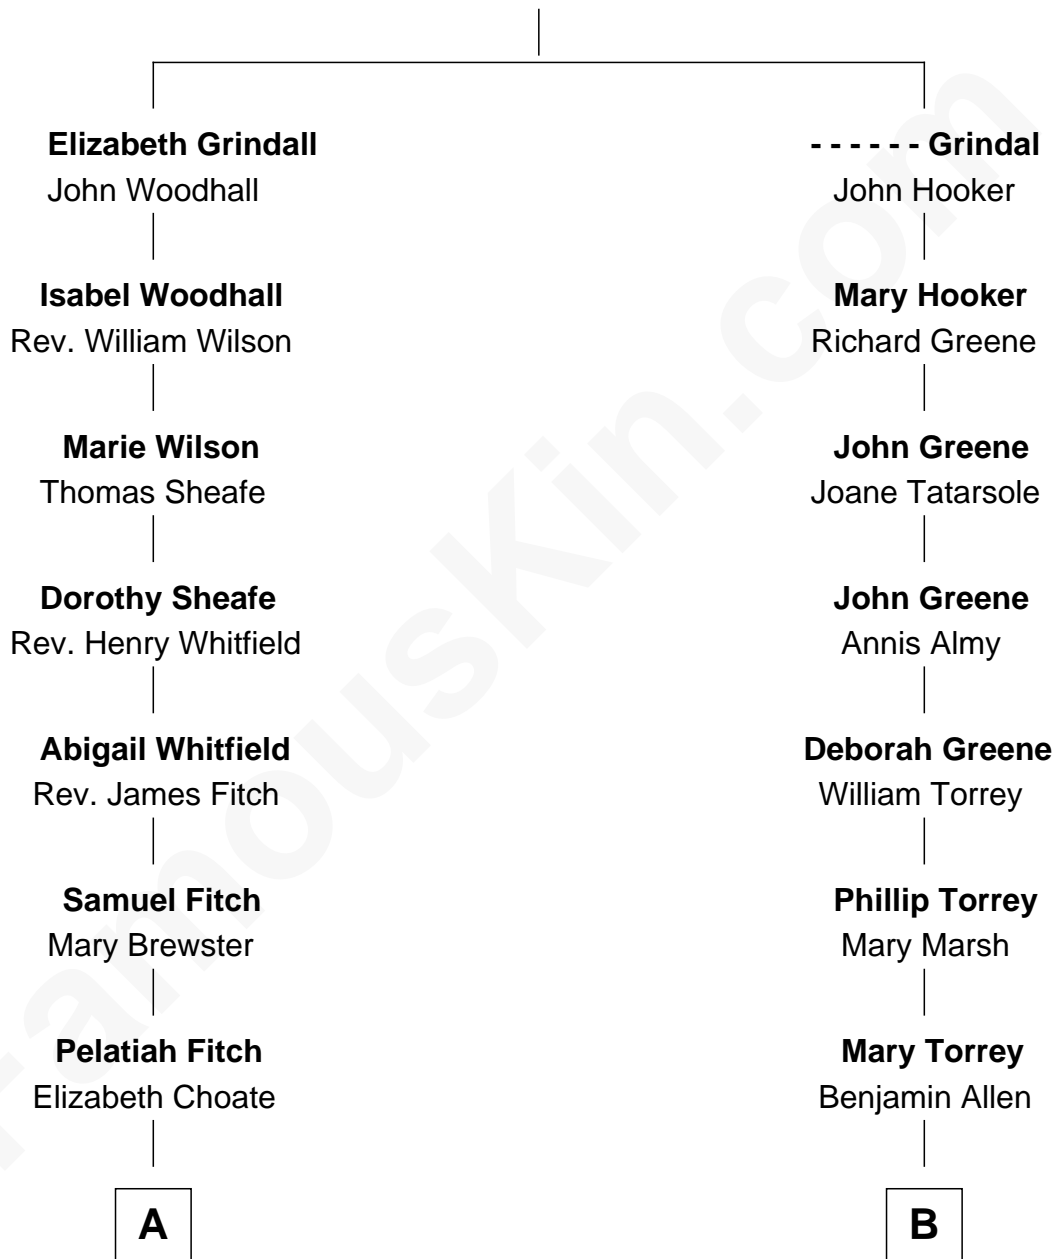 Elizabeth Grindall
John Woodhall
Isabel Woodhall
Rev. William Wilson
Marie Wilson
Thomas Sheafe
Dorothy Sheafe
Rev. Henry Whitfield
Abigail Whitfield
Rev. James Fitch
Samuel Fitch
Mary Brewster
Pelatiah Fitch
Elizabeth Choate
A
- - - - - - Grindal
John Hooker
Mary Hooker
Richard Greene
John Greene
Joane Tatarsole
John Greene
Annis Almy
Deborah Greene
William Torrey
Phillip Torrey
Mary Marsh
Mary Torrey
Benjamin Allen
B
FamousKin.com